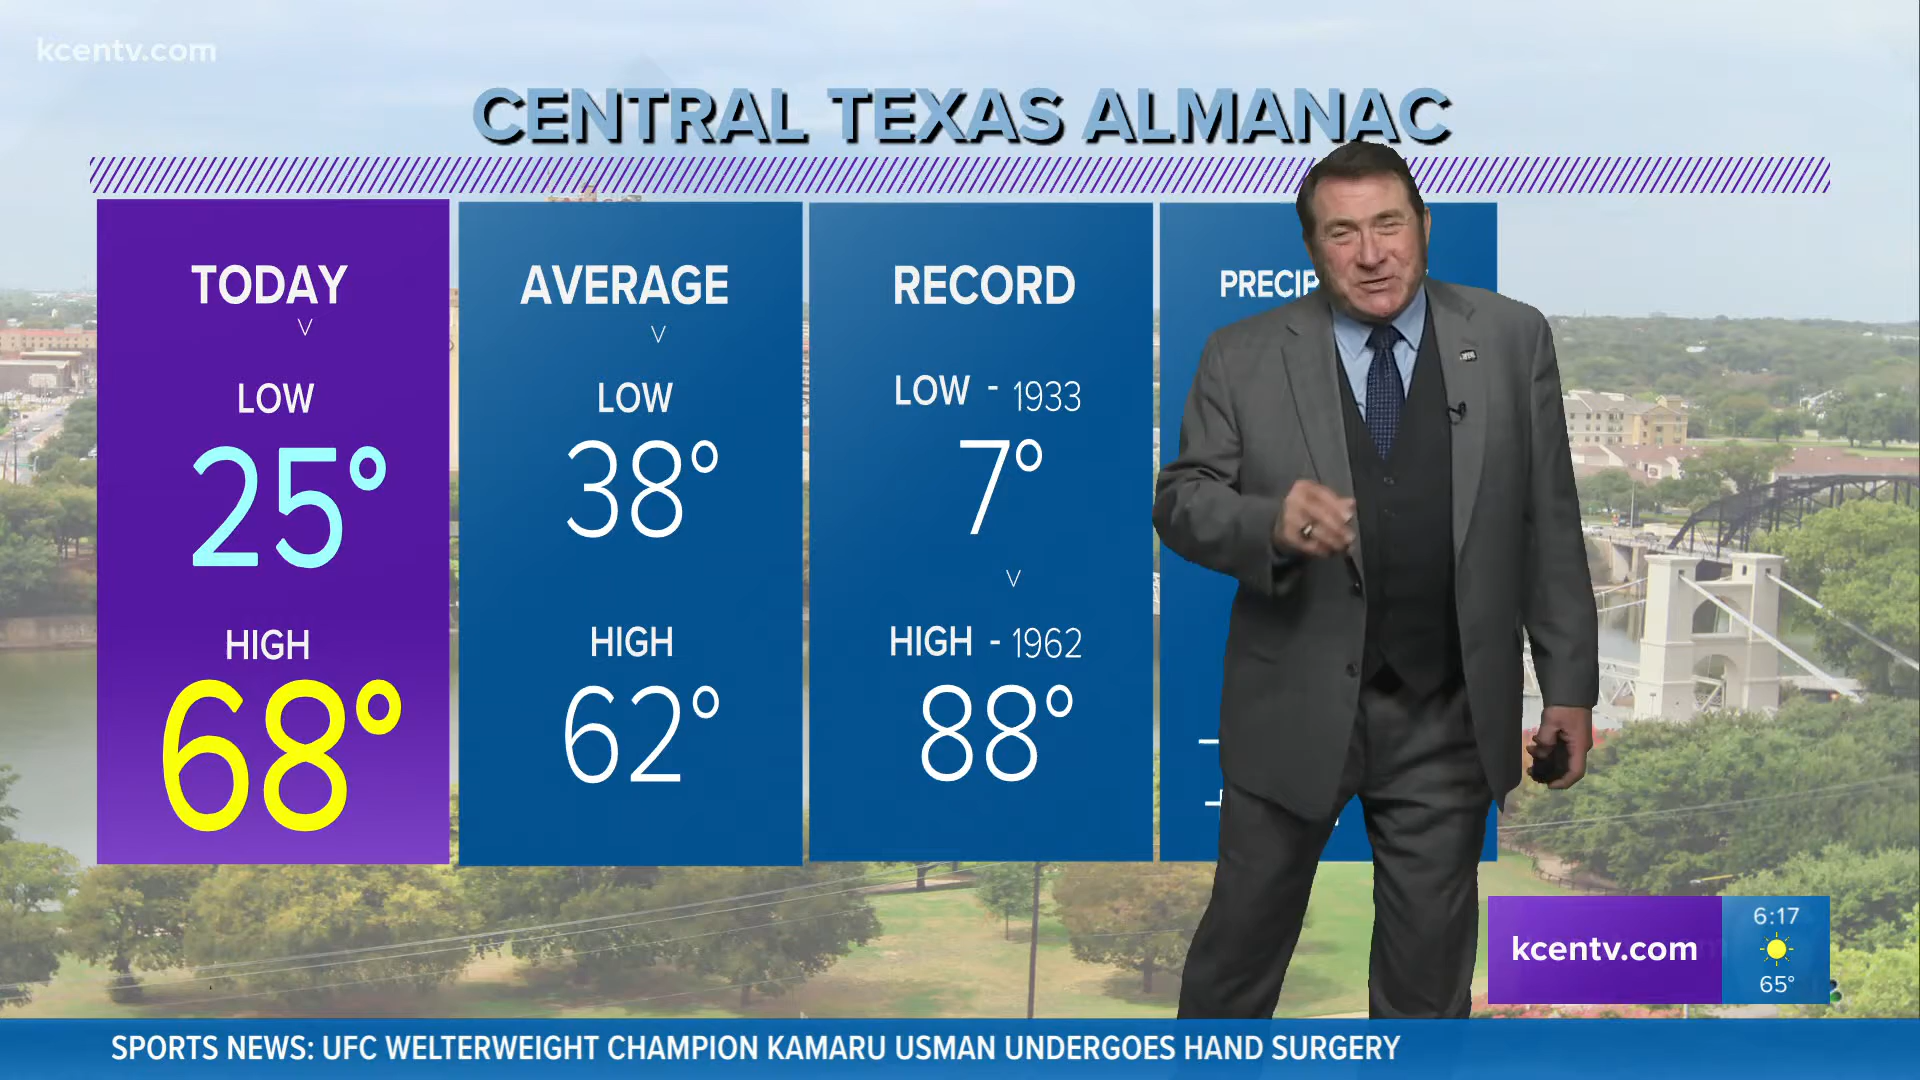 kcentv.com
CENTRAL TEXAS ALMANAC
TODAY
LOW
25°
HIGH
68°
AVERAGE
LOW
38°
HIGH
62°
RECORD
LOW - 1933
7°
HIGH - 1962
88°
kcentv.com
6:17
65°
SPORTS NEWS: UFC WELTERWEIGHT CHAMPION KAMARU USMAN UNDERGOES HAND SURGERY